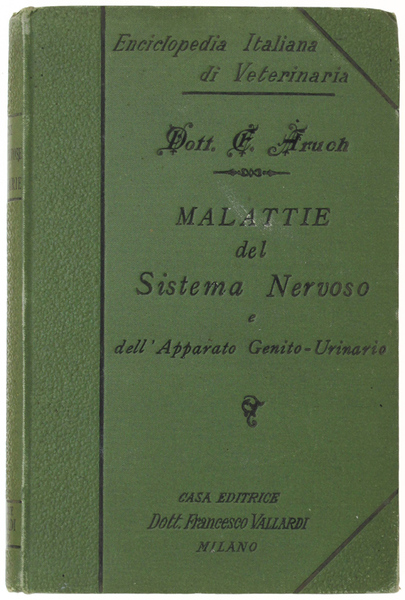 Enciclopedia Italiana
di Veterinaria
Dott. E. Aruch
MALATTIE
del
Sistema Nervoso
e
dell'Apparato Genito-Urinario
CASA EDITRICE
Dott. Francesco VALLARDI
MILANO